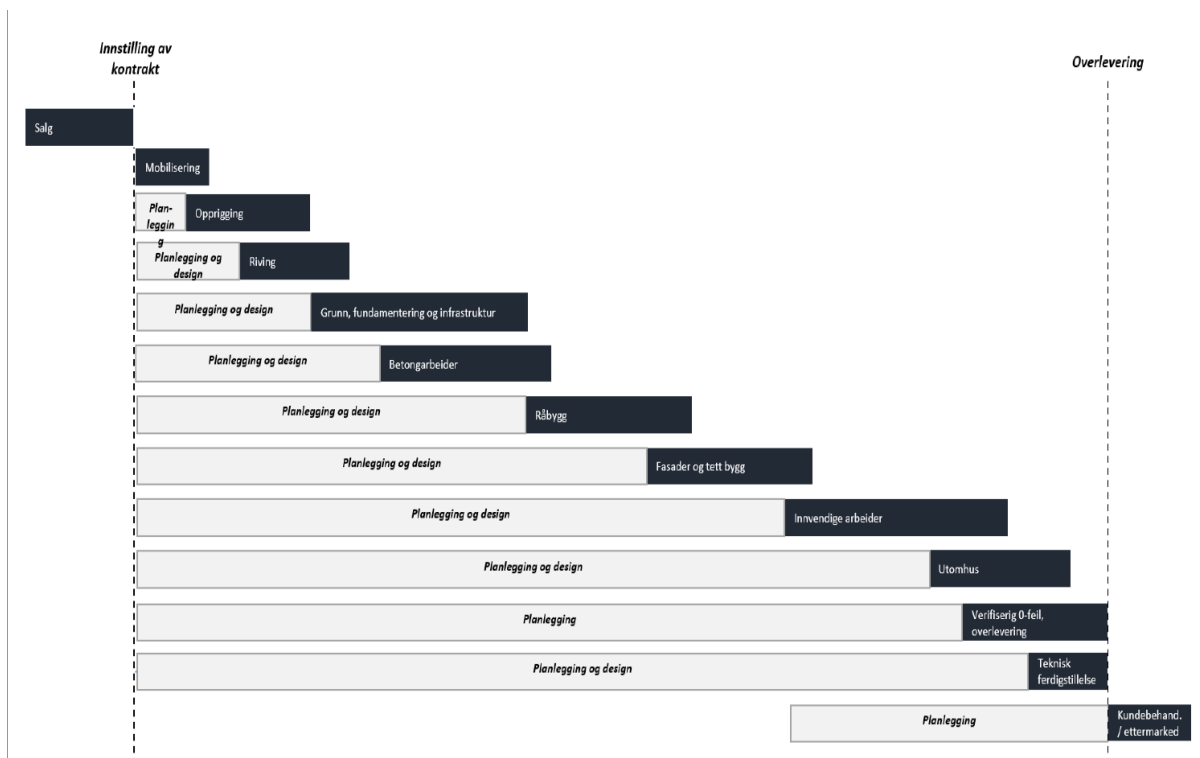 Innstilling av
kontrakt
Overlevering
Salg
Mobilisering
Plan-
leggin
g
Opprigging
Planlegging og
design
Riving
Planlegging og design
Grunn, fundamentering og infrastruktur
Planlegging og design
Betongarbeider
Planlegging og design
Råbygg
Planlegging og design
Fasader og tett bygg
Planlegging og design
Innvendige arbeider
Planlegging og design
Utomhus
Planlegging
Verifiserig 0-feil,
overlevering
Planlegging og design
Teknisk
ferdigstillelse
Planlegging
Kundebehand.
/ ettermarked